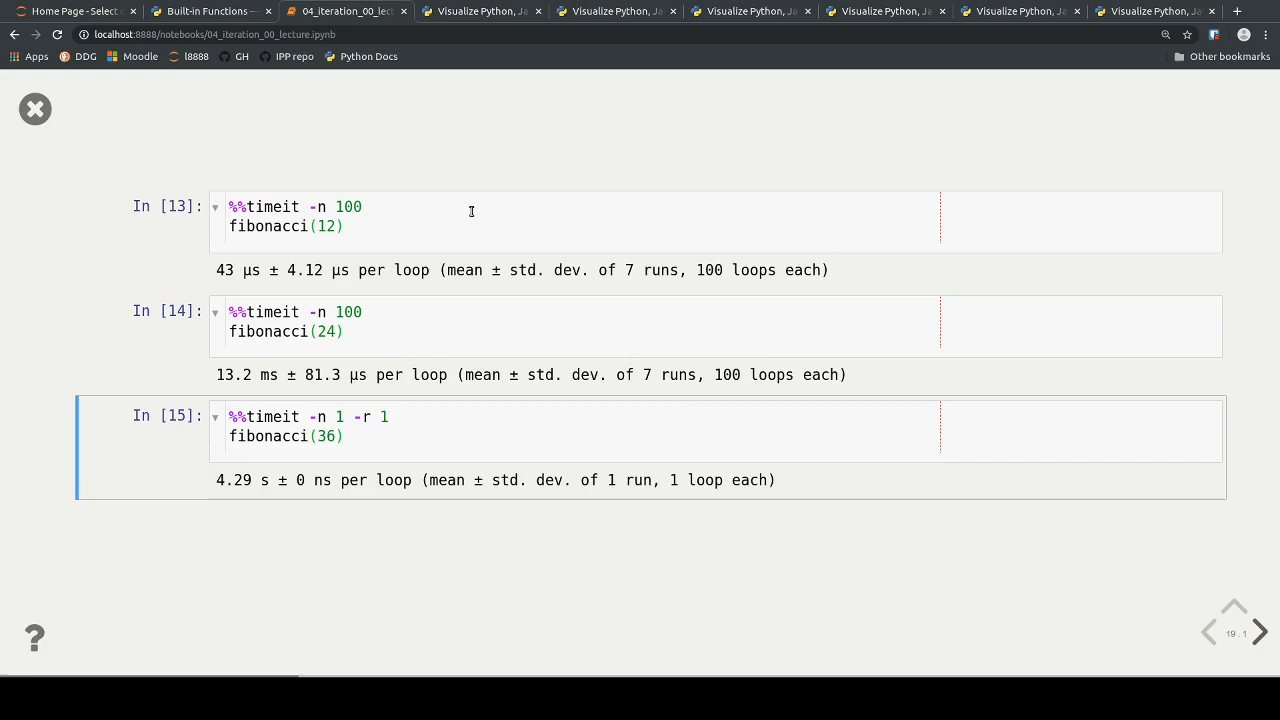 Home Page - Select
Built-in Functions —
04_iteration_00_lect
Visualize Python, Ja
Visualize Python, Ja
Visualize Python, Ja
Visualize Python, Ja
Visualize Python, Ja
Visualize Python, Ja
localhost:8888/notebooks/04_iteration_00_lecture.ipynb
Apps DDG Moodle l8888 GH IPP repo Python Docs Other bookmarks
In [13]: %%timeit -n 100
fibonacci(12)
43 µs ± 4.12 µs per loop (mean ± std. dev. of 7 runs, 100 loops each)
In [14]: %%timeit -n 100
fibonacci(24)
13.2 ms ± 81.3 µs per loop (mean ± std. dev. of 7 runs, 100 loops each)
In [15]: %%timeit -n 1 -r 1
fibonacci(36)
4.29 s ± 0 ns per loop (mean ± std. dev. of 1 run, 1 loop each)
?
19.1